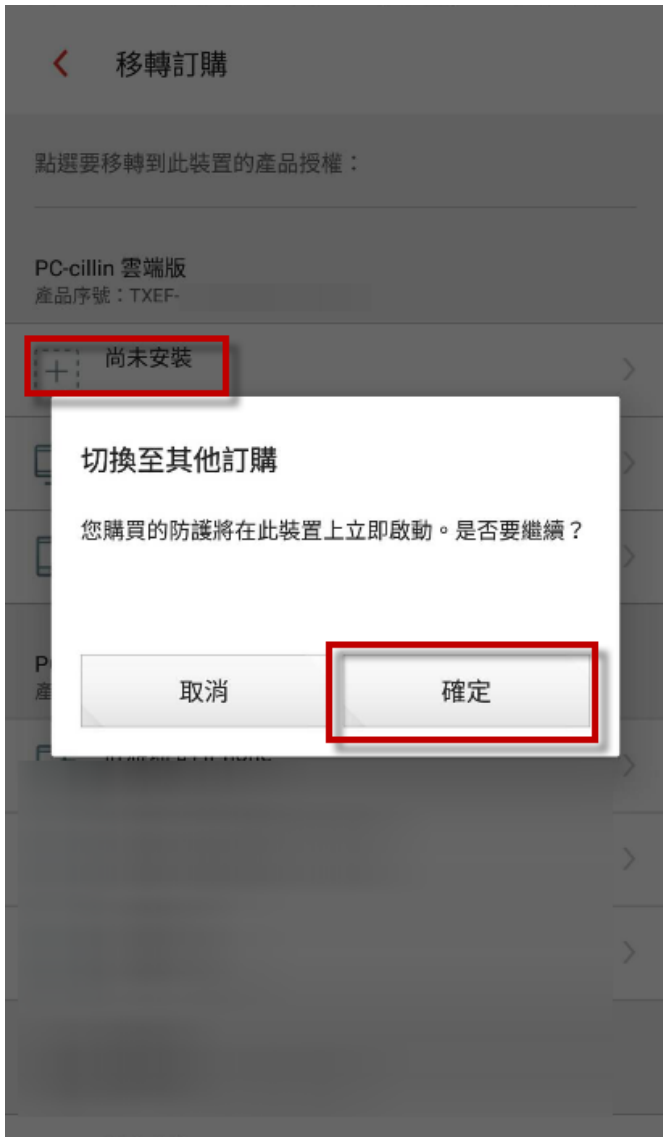 移轉訂購
點選要移轉到此裝置的產品授權：
PC-cillin 雲端版
產品序號：TXEF-
尚未安裝
切換至其他訂購
您購買的防護將在此裝置上立即啟動。是否要繼續？
取消
確定
P
產